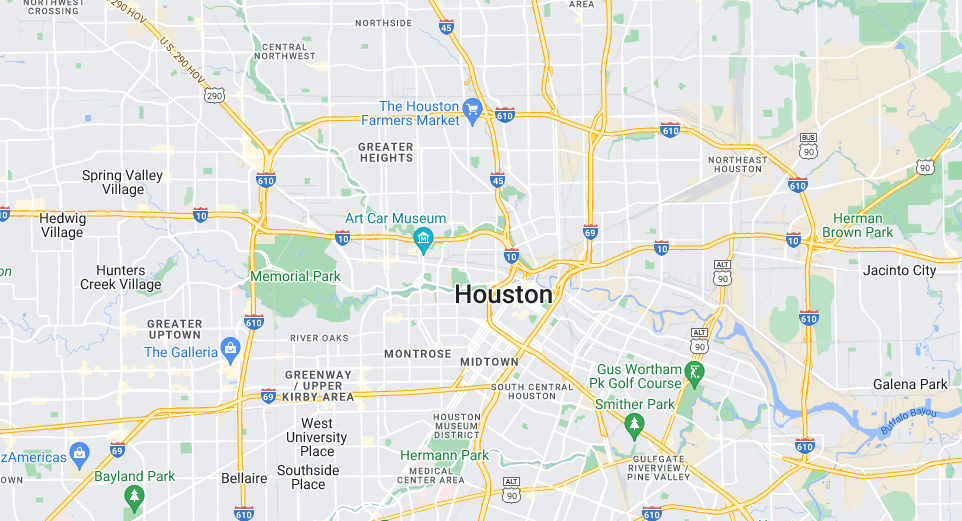 NORTHWEST
CROSSING
290 HOV
U.S. 290 HOV
290
NORTHSIDE
45
AREA
CENTRAL
NORTHWEST
The Houston
Farmers Market
610
610
GREATER
HEIGHTS
BUS
90
90
NORTHEAST
HOUSTON
Spring Valley
Village
610
45
610
Hedwig
Village
10
Art Car Museum
10
10
69
10
10
Herman
Brown Park
Hunters
Creek Village
on
Memorial Park
ALT
90
Jacinto City
Houston
610
610
GREATER
UPTOWN
RIVER OAKS
The Galleria
MONTROSE
MIDTOWN
ALT
90
Gus Wortham
Pk Golf Course
GREENWAY
/ UPPER
KIRBY AREA
69
SOUTH CENTRAL
HOUSTON
Galena Park
Smither Park
Buffalo Bayou
West
University
Place
HOUSTON
MUSEUM
DISTRICT
69
610
zAmericas
Hermann Park
Bayland Park
Bellaire
Southside
Place
MEDICAL
CENTER AREA
GULFGATE
RIVERVIEW /
PINE VALLEY
OWN
ALT
90
610
610